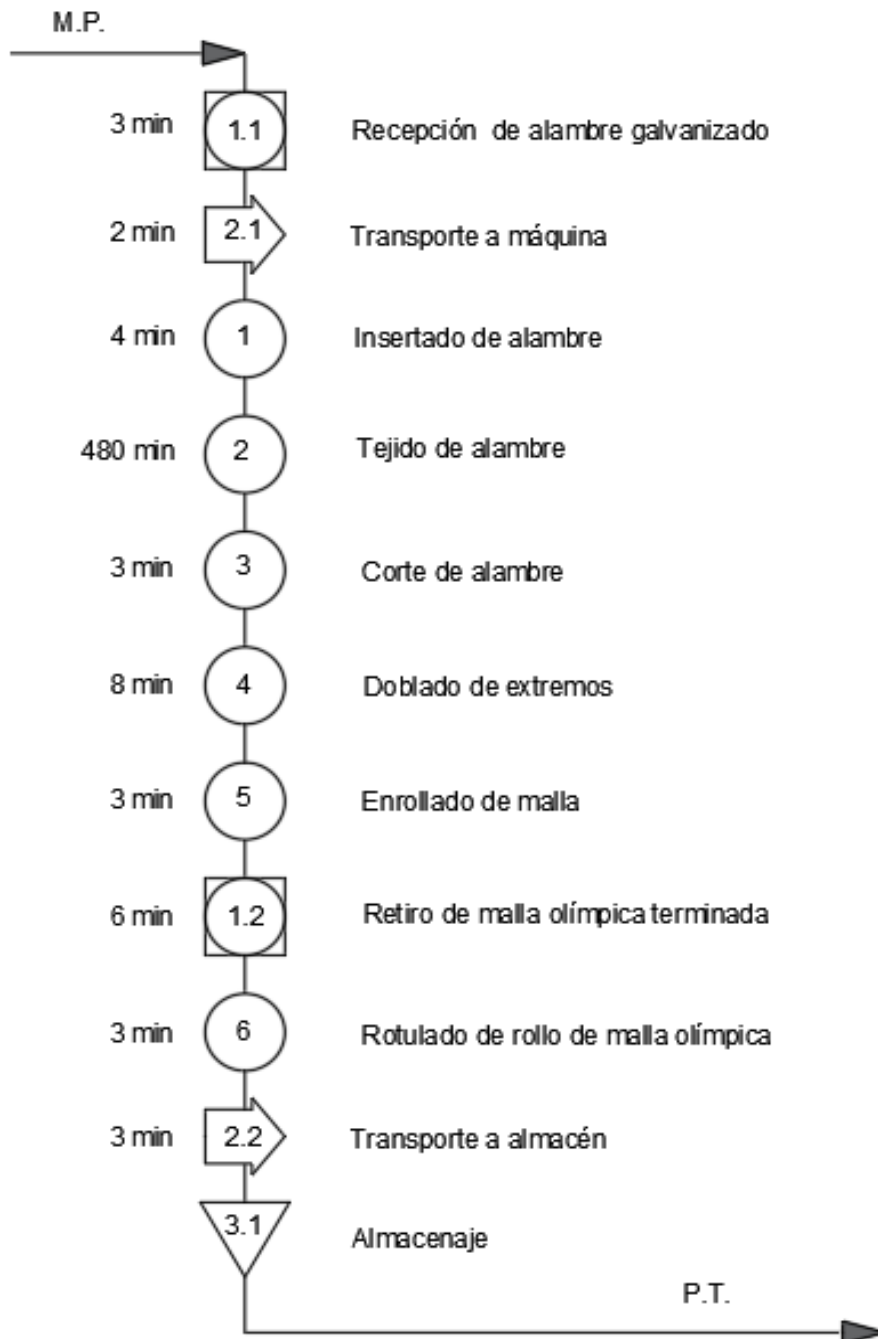 M.P.
3 min 1.1 Recepción de alambre galvanizado
2 min 2.1 Transporte a máquina
4 min 1 Insertado de alambre
480 min 2 Tejido de alambre
3 min 3 Corte de alambre
8 min 4 Doblado de extremos
3 min 5 Enrollado de malla
6 min 1.2 Retiro de malla olímpica terminada
3 min 6 Rotulado de rollo de malla olímpica
3 min 2.2 Transporte a almacén
3.1 Almacenaje
P.T.